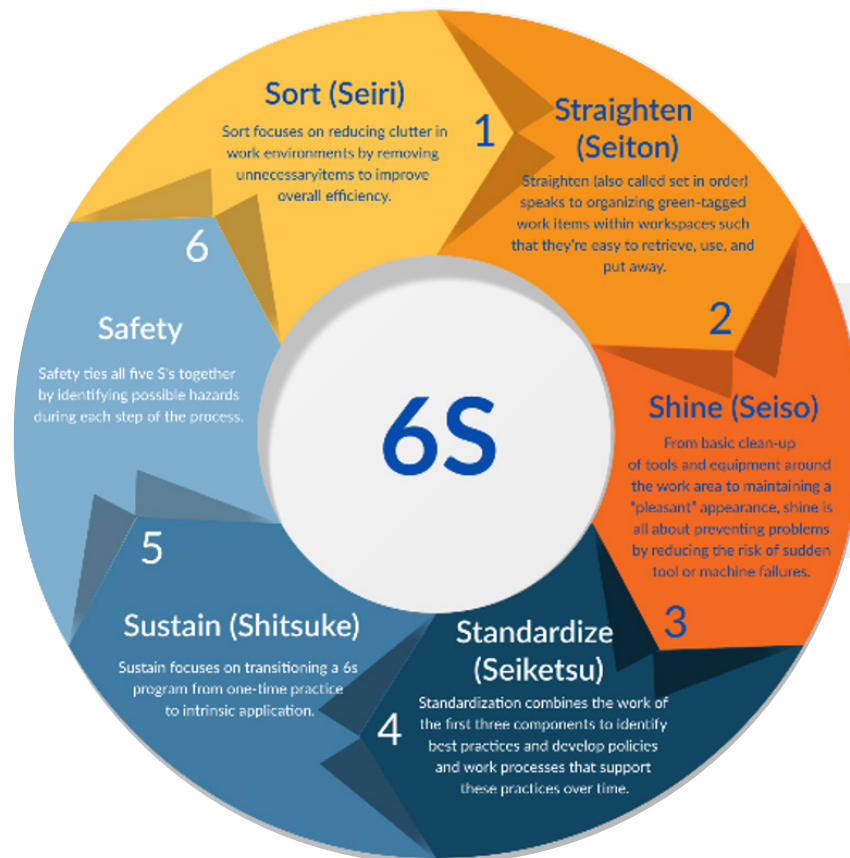 Sort (Seiri)
Sort focuses on reducing clutter in
work environments by removing
unnecessaryitems to improve
overall efficiency.
1
Straighten
(Seiton)
Straighten (also called set in order)
speaks to organizing green-tagged
work items within workspaces such
that they're easy to retrieve, use, and
put away.
2
Shine (Seiso)
From basic clean-up
of tools and equipment around
the work area to maintaining a
"pleasant" appearance, shine is
all about preventing problems
by reducing the risk of sudden
tool or machine failures.
3
Standardize
(Seiketsu)
Standardization combines the work of
the first three components to identify
best practices and develop policies
and work processes that support
these practices over time.
4
Sustain (Shitsuke)
Sustain focuses on transitioning a 6s
program from one-time practice
to intrinsic application.
5
Safety
Safety ties all five S's together
by identifying possible hazards
during each step of the process.
6
6S